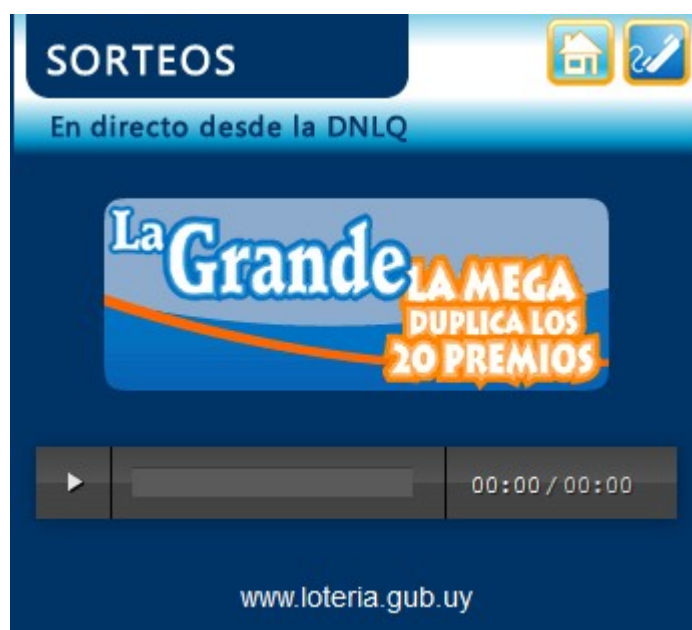 SORTEOS
En directo desde la DNLQ
La Grande
LA MEGA
DUPLICA LOS
20 PREMIOS
00:00/00:00
www.loteria.gub.uy